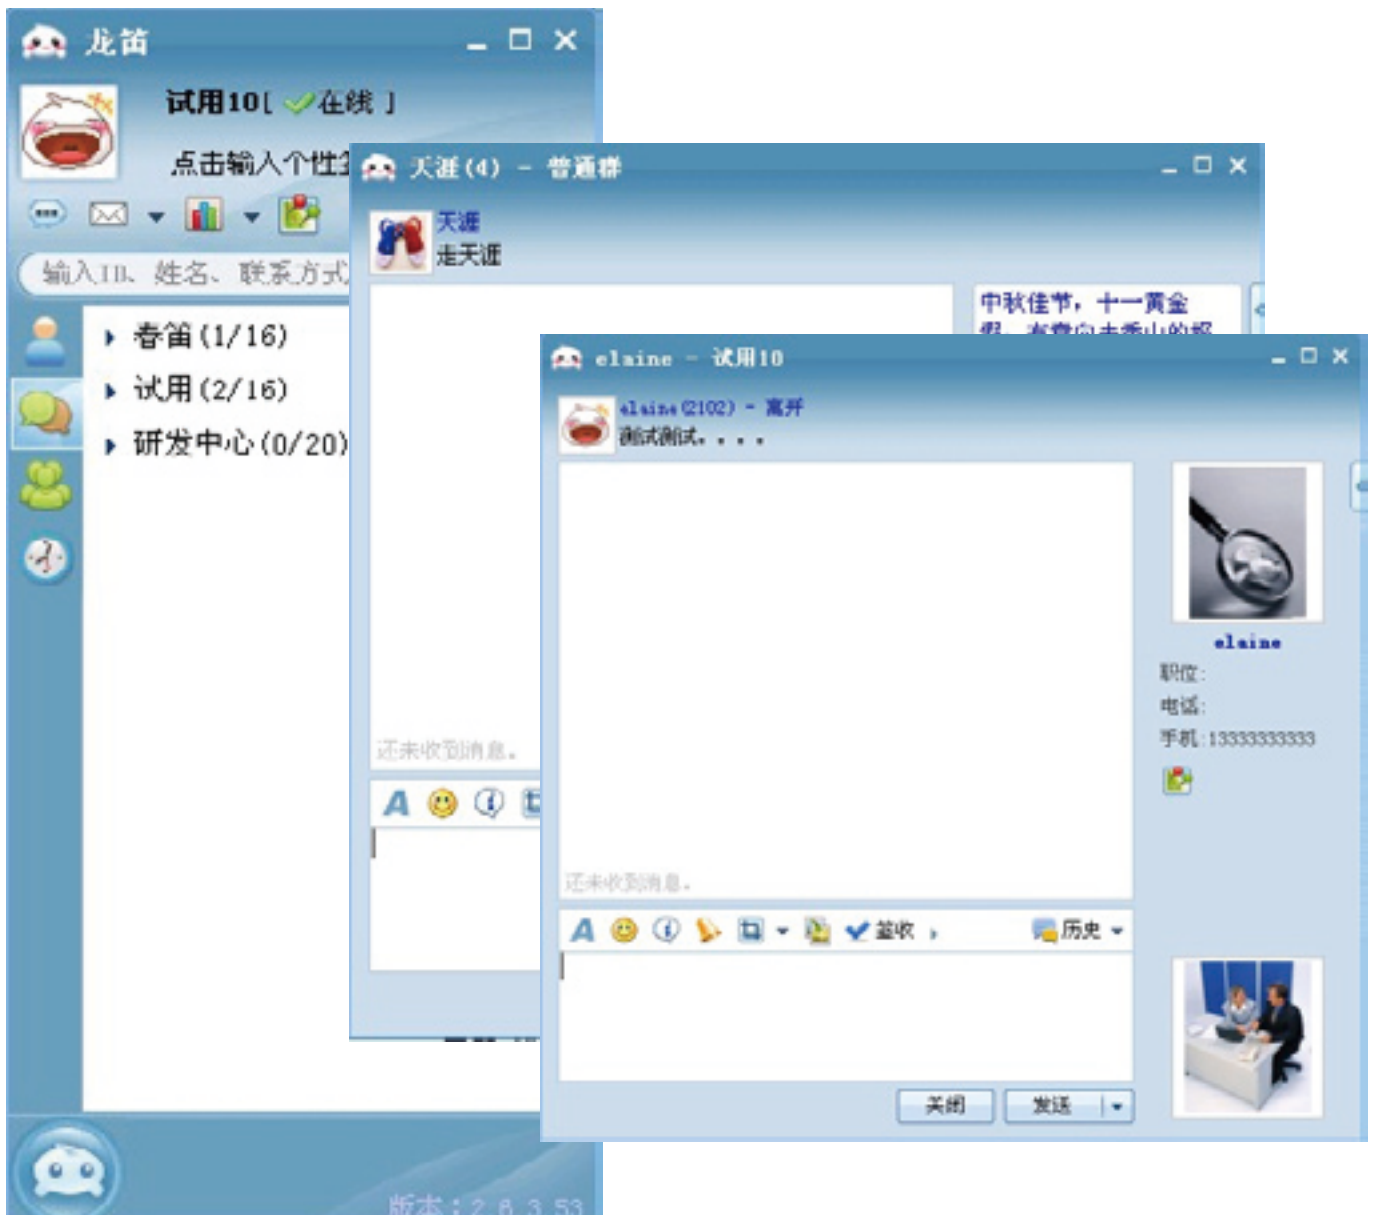 龙笛
试用10[ 在线 ]
点击输入个性
输入ID、姓名、联系方式
春笛(1/16)
试用(2/16)
研发中心(0/20)
版本:2.6.3.53
天涯(4) - 普通群
天涯
走天涯
中秋佳节，十一黄金
还未收到消息。
elaine - 试用10
elaine(2102) - 离开
测试测试....
elaine
职位:
电话:
手机:13333333333
还未收到消息。
签收
历史
关闭
发送